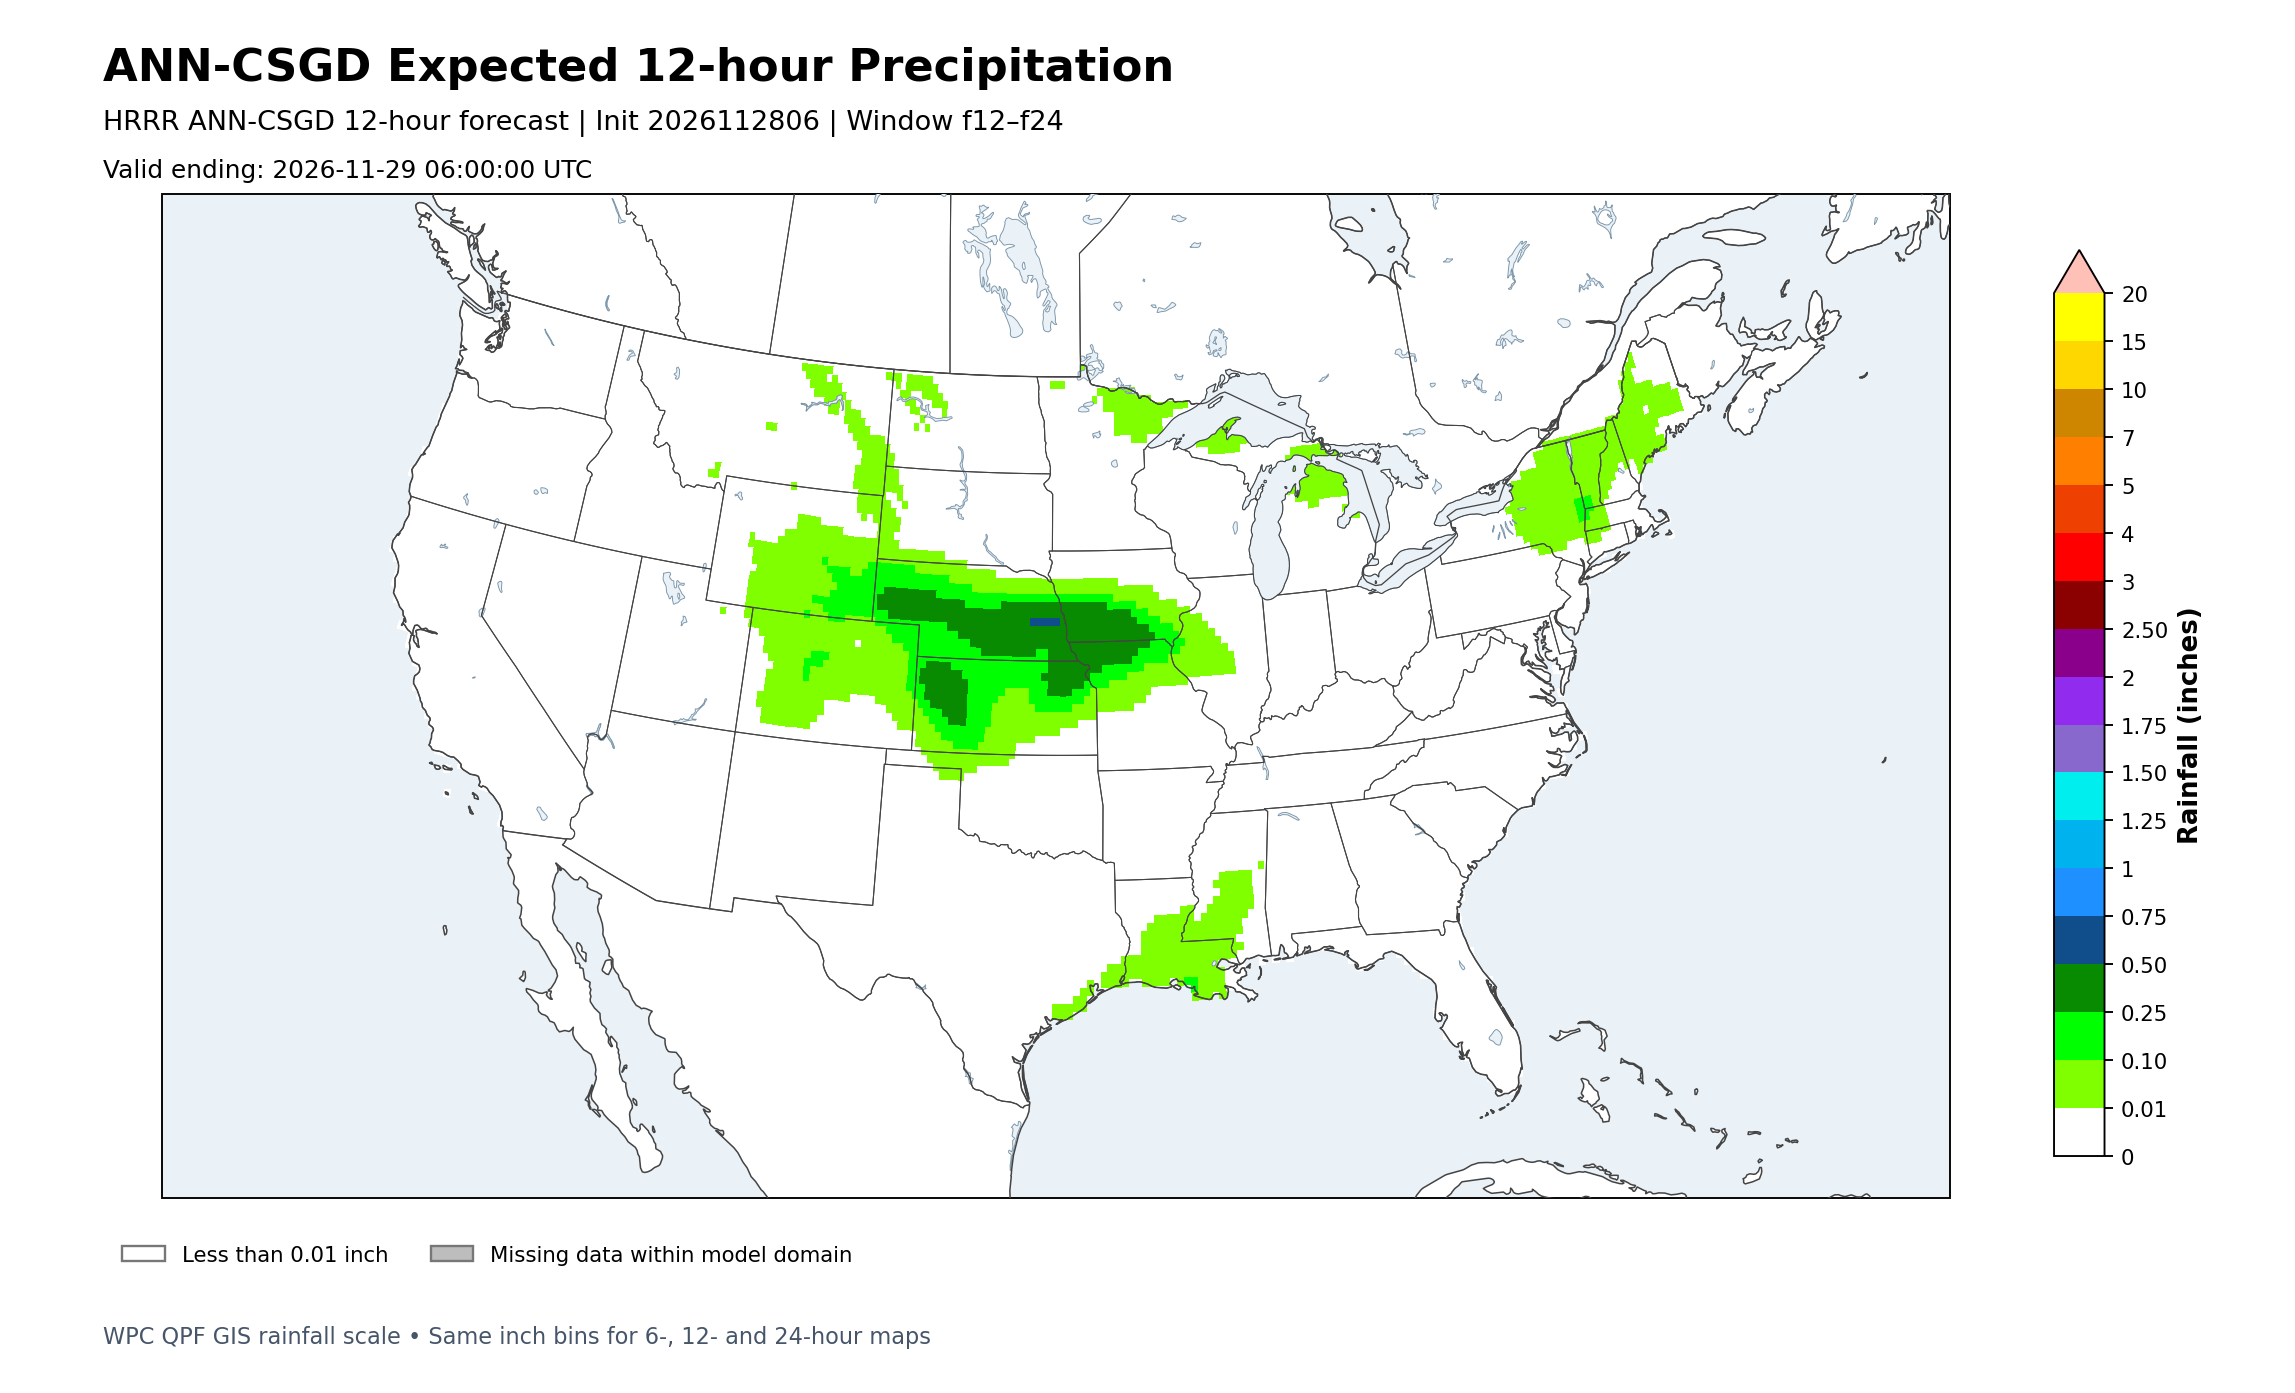 ANN-CSGD Expected 12-hour Precipitation
HRRR ANN-CSGD 12-hour forecast | Init 2026112806 | Window f12–f24
Valid ending: 2026-11-29 06:00:00 UTC
20
15
10
7
5
4
3
2.50
2
1.75
1.50
1.25
1
0.75
0.50
0.25
0.10
0.01
0
Rainfall (inches)
Less than 0.01 inch
Missing data within model domain
WPC QPF GIS rainfall scale • Same inch bins for 6-, 12- and 24-hour maps